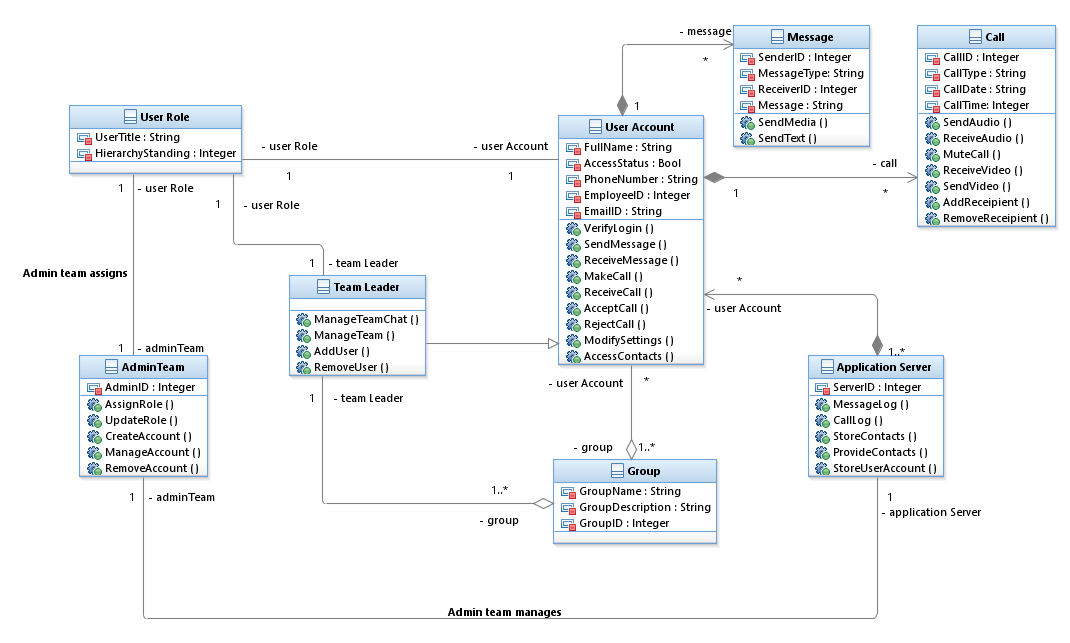 - message
*
1
Message
SenderID : Integer
MessageType: String
ReceiverID : Integer
Message : String
SendMedia ( )
SendText ( )
Call
CallID : Integer
CallType : String
CallDate : String
CallTime: Integer
SendAudio ( )
ReceiveAudio ( )
MuteCall ( )
ReceiveVideo ( )
SendVideo ( )
AddReceipient ( )
RemoveReceipient ( )
- call
1
*
User Role
UserTitle : String
HierarchyStanding : Integer
- user Role
1
- user Account
1
User Account
FullName : String
AccessStatus : Bool
PhoneNumber : String
EmployeeID : Integer
EmailID : String
VerifyLogin ( )
SendMessage ( )
ReceiveMessage ( )
MakeCall ( )
ReceiveCall ( )
AcceptCall ( )
RejectCall ( )
ModifySettings ( )
AccessContacts ( )
1 - user Role
1 - user Role
Admin team assigns
1 - team Leader
Team Leader
ManageTeamChat ( )
ManageTeam ( )
AddUser ( )
RemoveUser ( )
*
- user Account
1..*
1 - adminTeam
AdminTeam
AdminID : Integer
AssignRole ( )
UpdateRole ( )
CreateAccount ( )
ManageAccount ( )
RemoveAccount ( )
Application Server
ServerID : Integer
MessageLog ( )
CallLog ( )
StoreContacts ( )
ProvideContacts ( )
StoreUserAccount ( )
1 - team Leader
- user Account *
- group 1..*
Group
GroupName : String
GroupDescription : String
GroupID : Integer
1..*
- group
1 - adminTeam
1
- application Server
Admin team manages